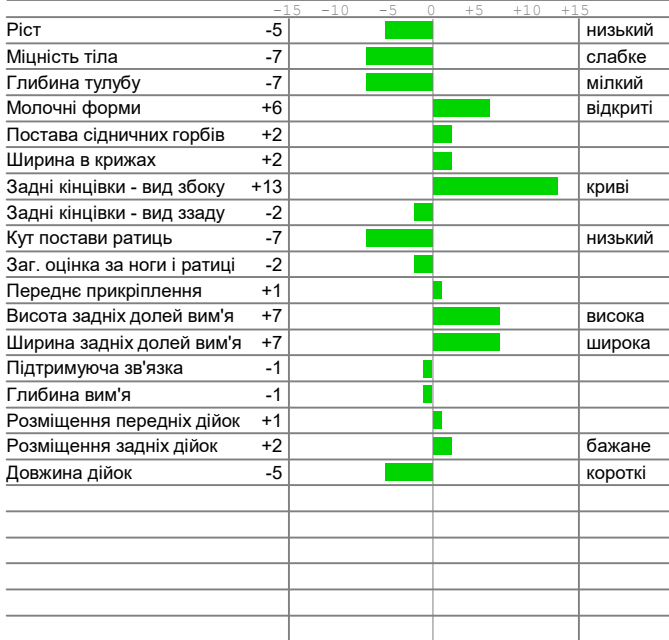 -15 -10 -5 0 +5 +10 +15
Ріст -5 низький
Міцність тіла -7 слабке
Глибина тулубу -7 мілкий
Молочні форми +6 відкриті
Постава сідничних горбів +2
Ширина в крижах +2
Задні кінцівки - вид збоку +13 криві
Задні кінцівки - вид ззаду -2
Кут постави ратиць -7 низький
Заг. оцінка за ноги і ратиці -2
Переднє прикріплення +1
Висота задніх долей вим'я +7 висока
Ширина задніх долей вим'я +7 широка
Підтримуюча зв'язка -1
Глибина вим'я -1
Розміщення передніх дійок +1
Розміщення задніх дійок +2 бажане
Довжина дійок -5 короткі